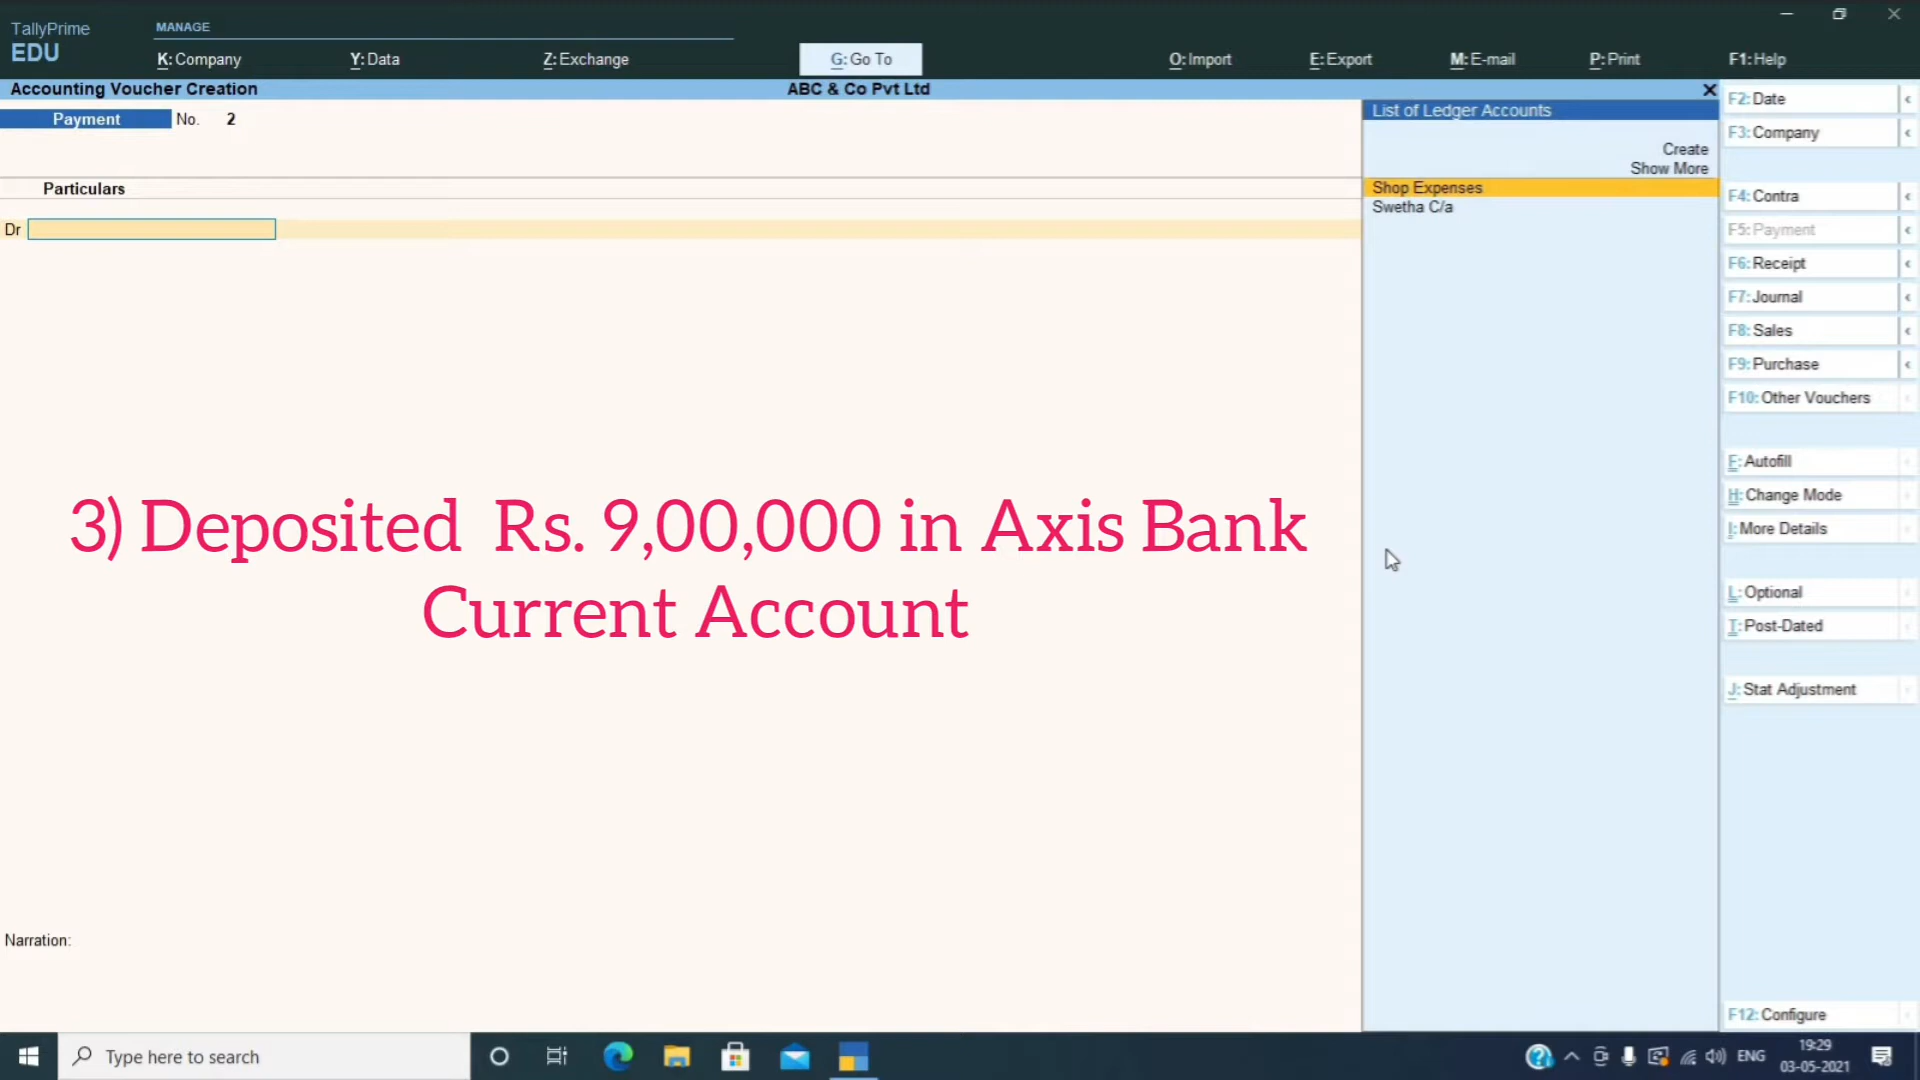 TallyPrime
EDU
MANAGE
K: Company
Y: Data
Z: Exchange
G: Go To
O: Import
E: Export
M: E-mail
P: Print
F1: Help
Accounting Voucher Creation
ABC & Co Pvt Ltd
Payment No. 2
Particulars
Dr
List of Ledger Accounts
Create
Show More
Shop Expenses
Swetha C/a
F2: Date
F3: Company
F4: Contra
F5: Payment
F6: Receipt
F7: Journal
F8: Sales
F9: Purchase
F10: Other Vouchers
F: Autofill
H: Change Mode
I: More Details
L: Optional
T: Post-Dated
J: Stat Adjustment
F12: Configure
3) Deposited Rs. 9,00,000 in Axis Bank
Current Account
Narration:
Type here to search
ENG
19:29
03-05-2021